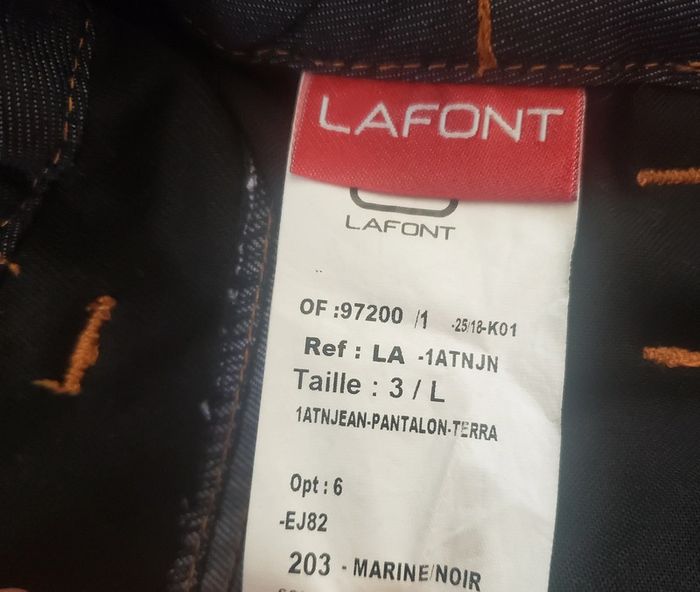 LAFONT
LAFONT
OF :97200 /1 -25/18-K01
Ref : LA -1ATNJN
Taille : 3 / L
1ATNJEAN-PANTALON-TERRA
Opt : 6
-EJ82
203 - MARINE/NOIR